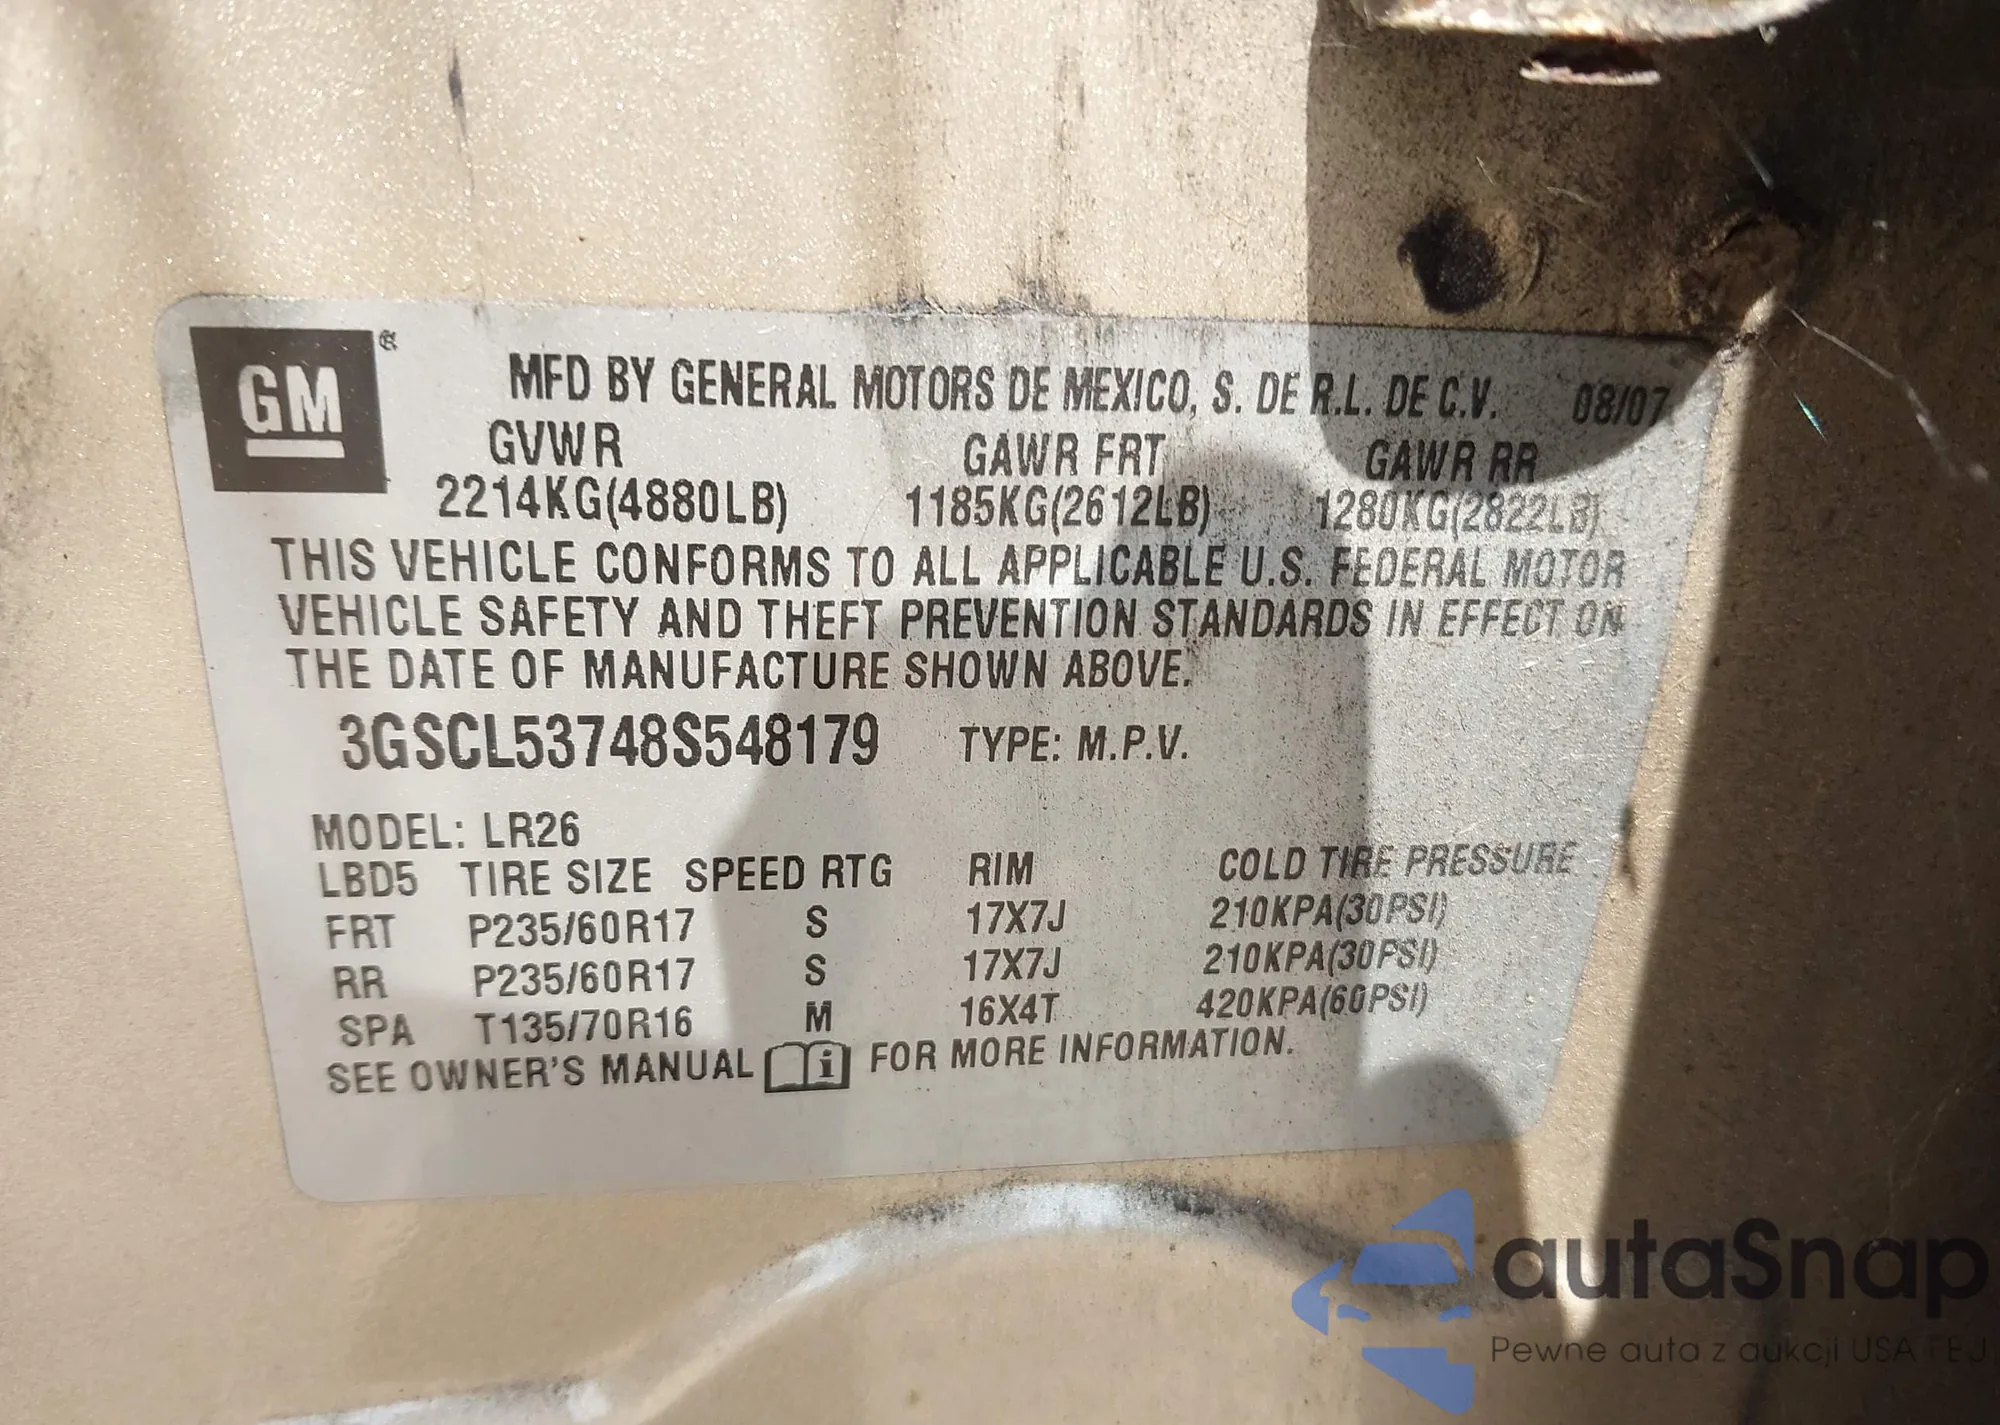 GM
MFD BY GENERAL MOTORS DE MEXICO, S. DE R.L. DE C.V. 08/07
GVWR GAWR FRT GAWR RR
2214KG(4880LB) 1185KG(2612LB) 1280KG(2822LB)
THIS VEHICLE CONFORMS TO ALL APPLICABLE U.S. FEDERAL MOTOR
VEHICLE SAFETY AND THEFT PREVENTION STANDARDS IN EFFECT ON
THE DATE OF MANUFACTURE SHOWN ABOVE.
3GSCL53748S548179 TYPE: M.P.V.
MODEL: LR26
LBD5 TIRE SIZE SPEED RTG RIM COLD TIRE PRESSURE
FRT P235/60R17 S 17X7J 210KPA(30PSI)
RR P235/60R17 S 17X7J 210KPA(30PSI)
SPA T135/70R16 M 16X4T 420KPA(60PSI)
SEE OWNER'S MANUAL i FOR MORE INFORMATION.
autaSnap
Pewne auta z aukcji USA